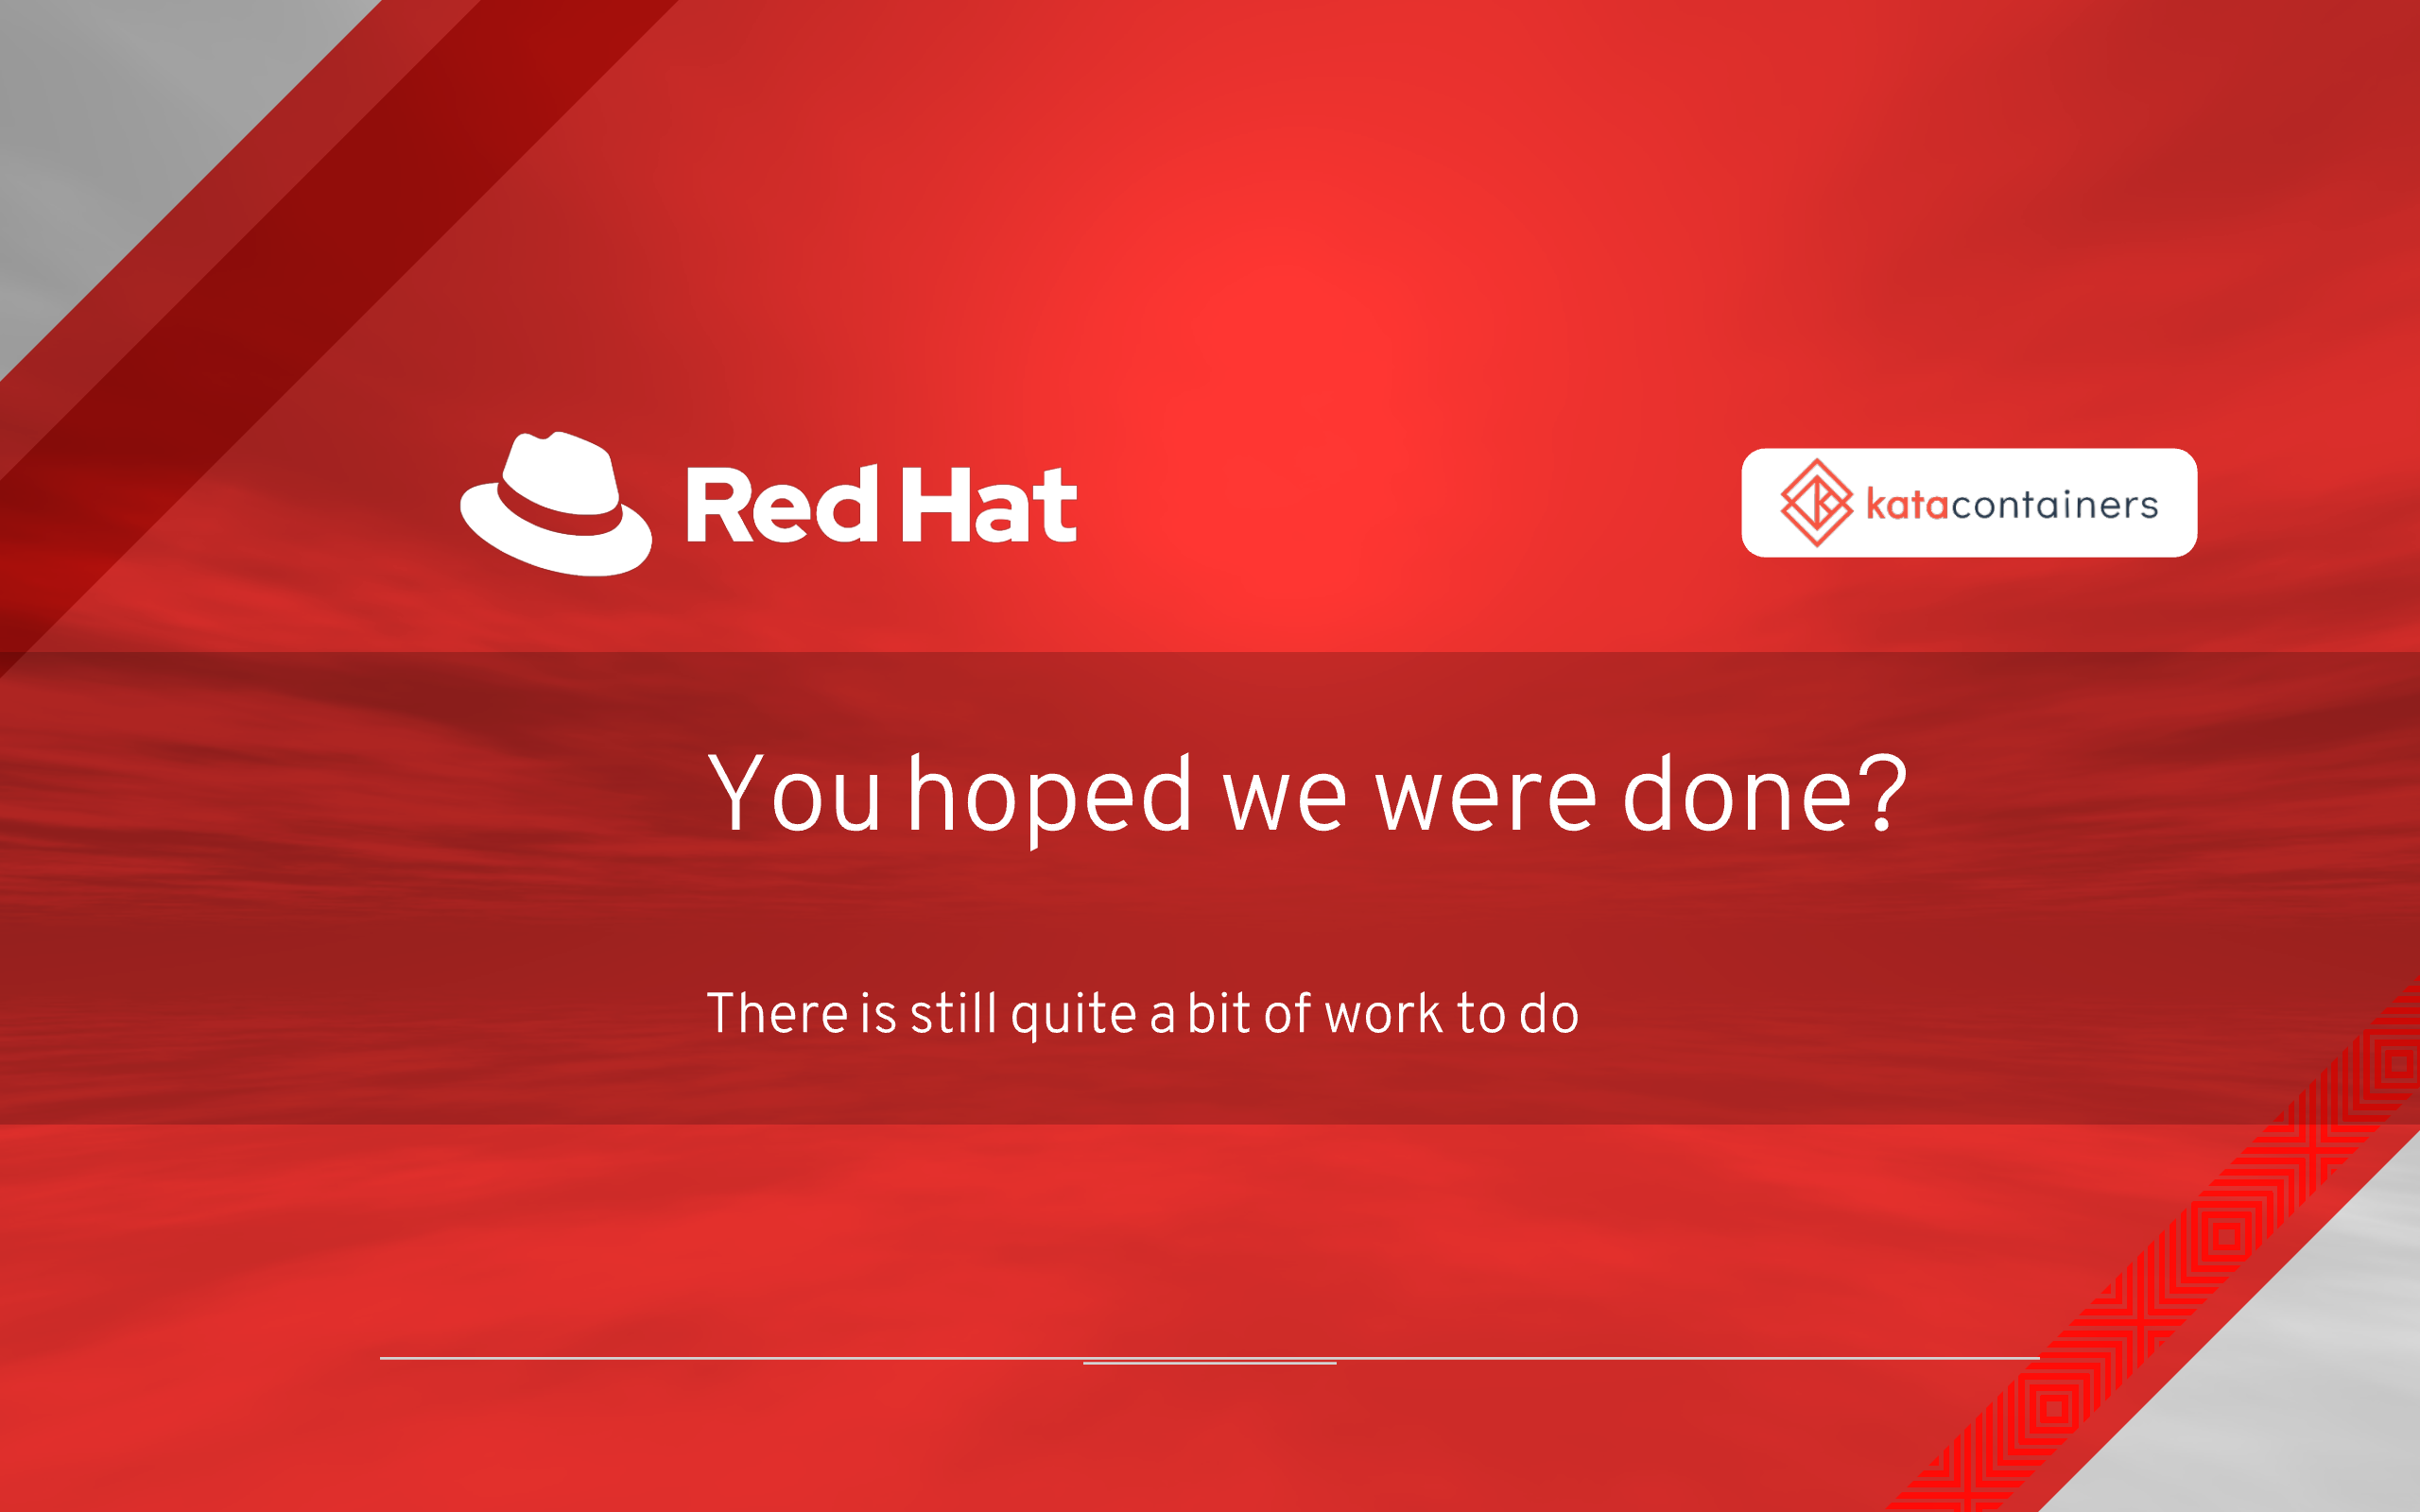 Red Hat
katacontainers
You hoped we were done?
There is still quite a bit of work to do